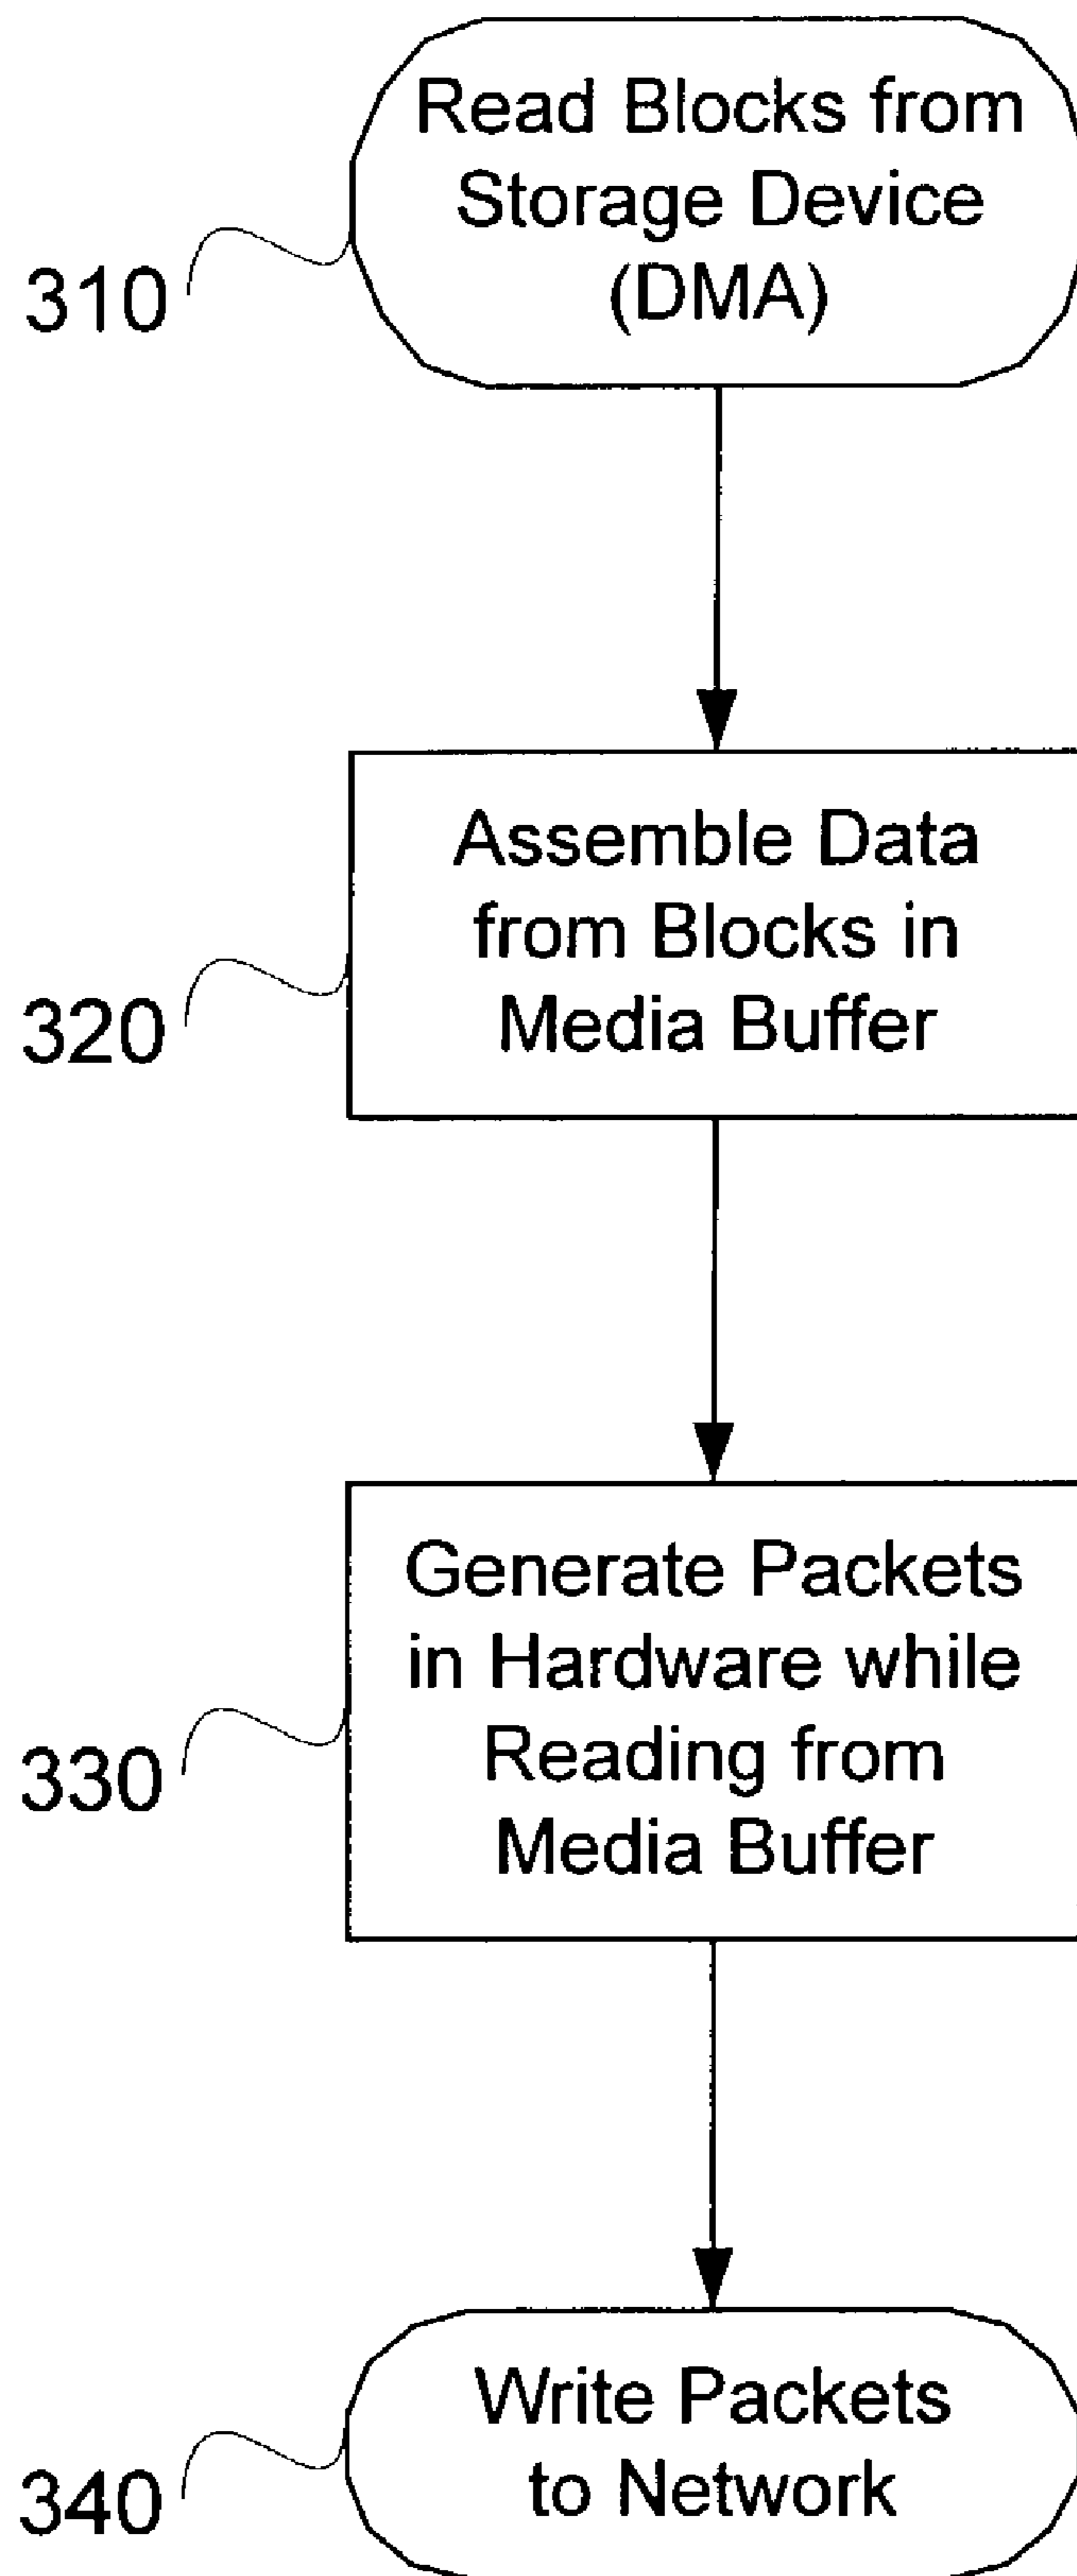 Read Blocks from
Storage Device
(DMA)
310
Assemble Data
from Blocks in
Media Buffer
320
Generate Packets
in Hardware while
Reading from
Media Buffer
330
Write Packets
to Network
340